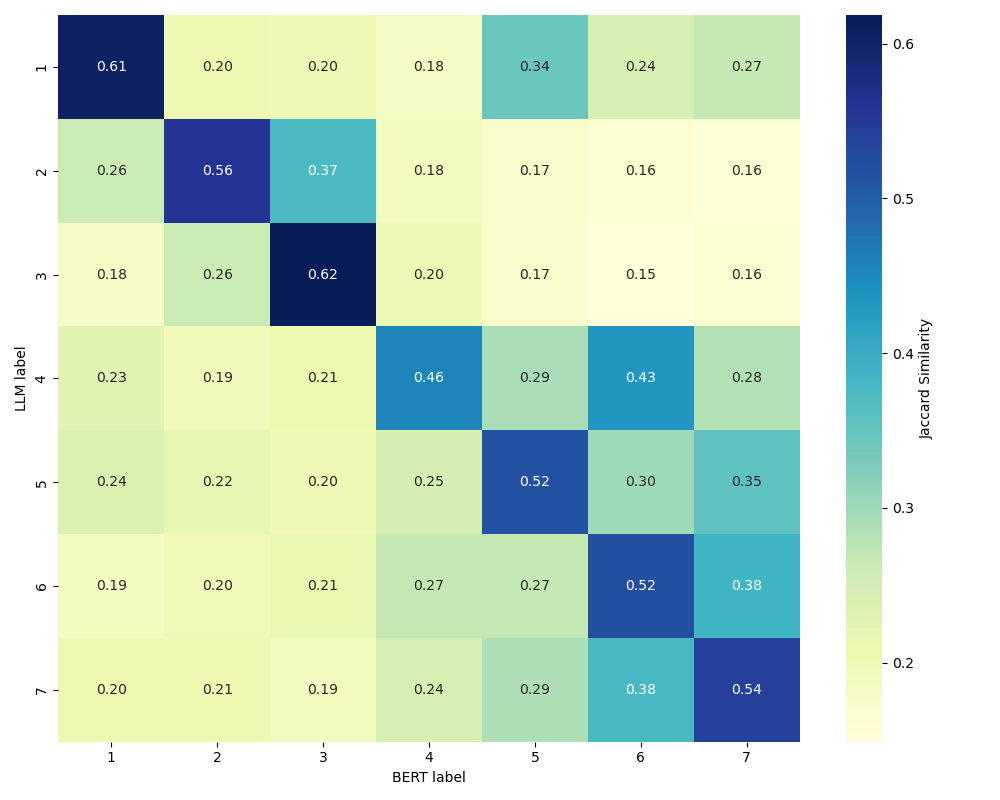 1 0.61 0.20 0.20 0.18 0.34 0.24 0.27
2 0.26 0.56 0.37 0.18 0.17 0.16 0.16
3 0.18 0.26 0.62 0.20 0.17 0.15 0.16
4 0.23 0.19 0.21 0.46 0.29 0.43 0.28
5 0.24 0.22 0.20 0.25 0.52 0.30 0.35
6 0.19 0.20 0.21 0.27 0.27 0.52 0.38
7 0.20 0.21 0.19 0.24 0.29 0.38 0.54
1 2 3 4 5 6 7
BERT label
LLM label
0.6
0.5
0.4
0.3
0.2
Jaccard Similarity